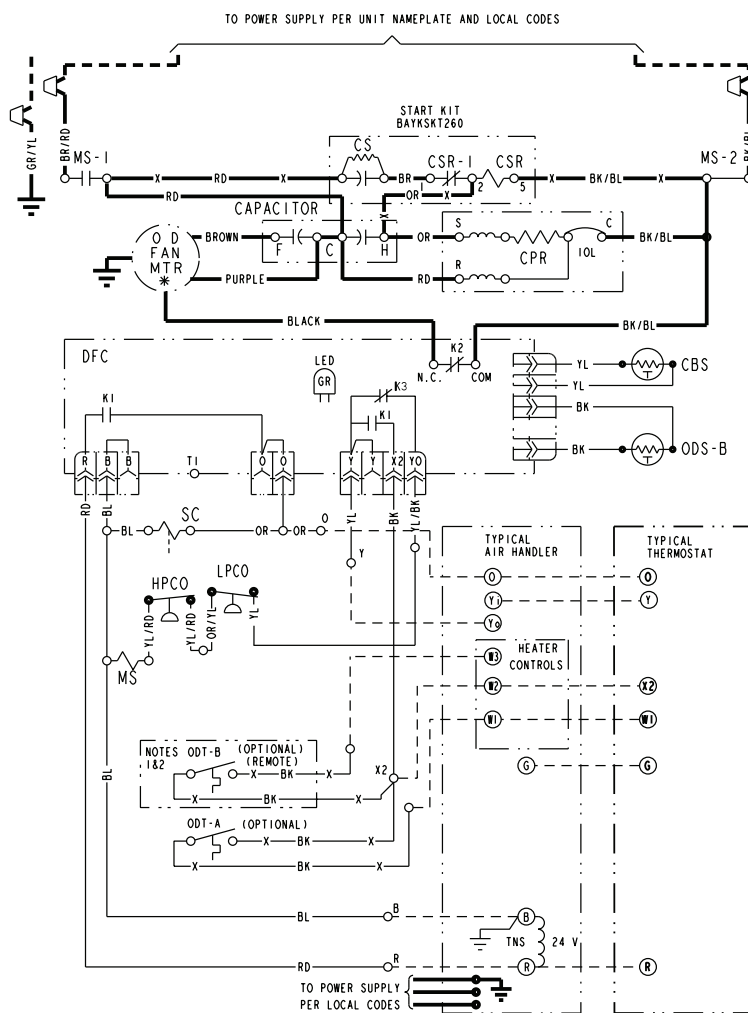 TO POWER SUPPLY PER UNIT NAMEPLATE AND LOCAL CODES
GR/YL
BR/RD
BK/BL
START KIT
BAYKSKT260
MS-1
CS
CSR-1
CSR
MS-2
X RD X
BR
1
2
5
X BK/BL X
RD
OR X
X
CAPACITOR
O D
FAN
MTR
*
BROWN
F
C
H
OR
S
CPR
IOL
C
BK/BL
PURPLE
RD
R
BLACK
BK/BL
DFC
LED
GR
K2
N.C.
COM
YL
CBS
YL
BK
BK
ODS-B
K1
K3
K1
R
B
B
T1
O
O
Y
Y
X2
YO
RD
BL
YL
BK
YL/BK
BL
SC
OR
OR
O
Y
TYPICAL
AIR HANDLER
TYPICAL
THERMOSTAT
O
O
Yi
Y
Yo
HPCO
LPCO
YL/RD
YL/RD
OR/YL
YL
MS
W3
HEATER
CONTROLS
W2
X2
W1
W1
G
G
NOTES
1&2
ODT-B
(OPTIONAL)
(REMOTE)
X BK X
X BK X
X2
BL
ODT-A (OPTIONAL)
X BK X
X BK X
BL
B
B
TNS
24 V
RD
R
R
R
TO POWER SUPPLY
PER LOCAL CODES